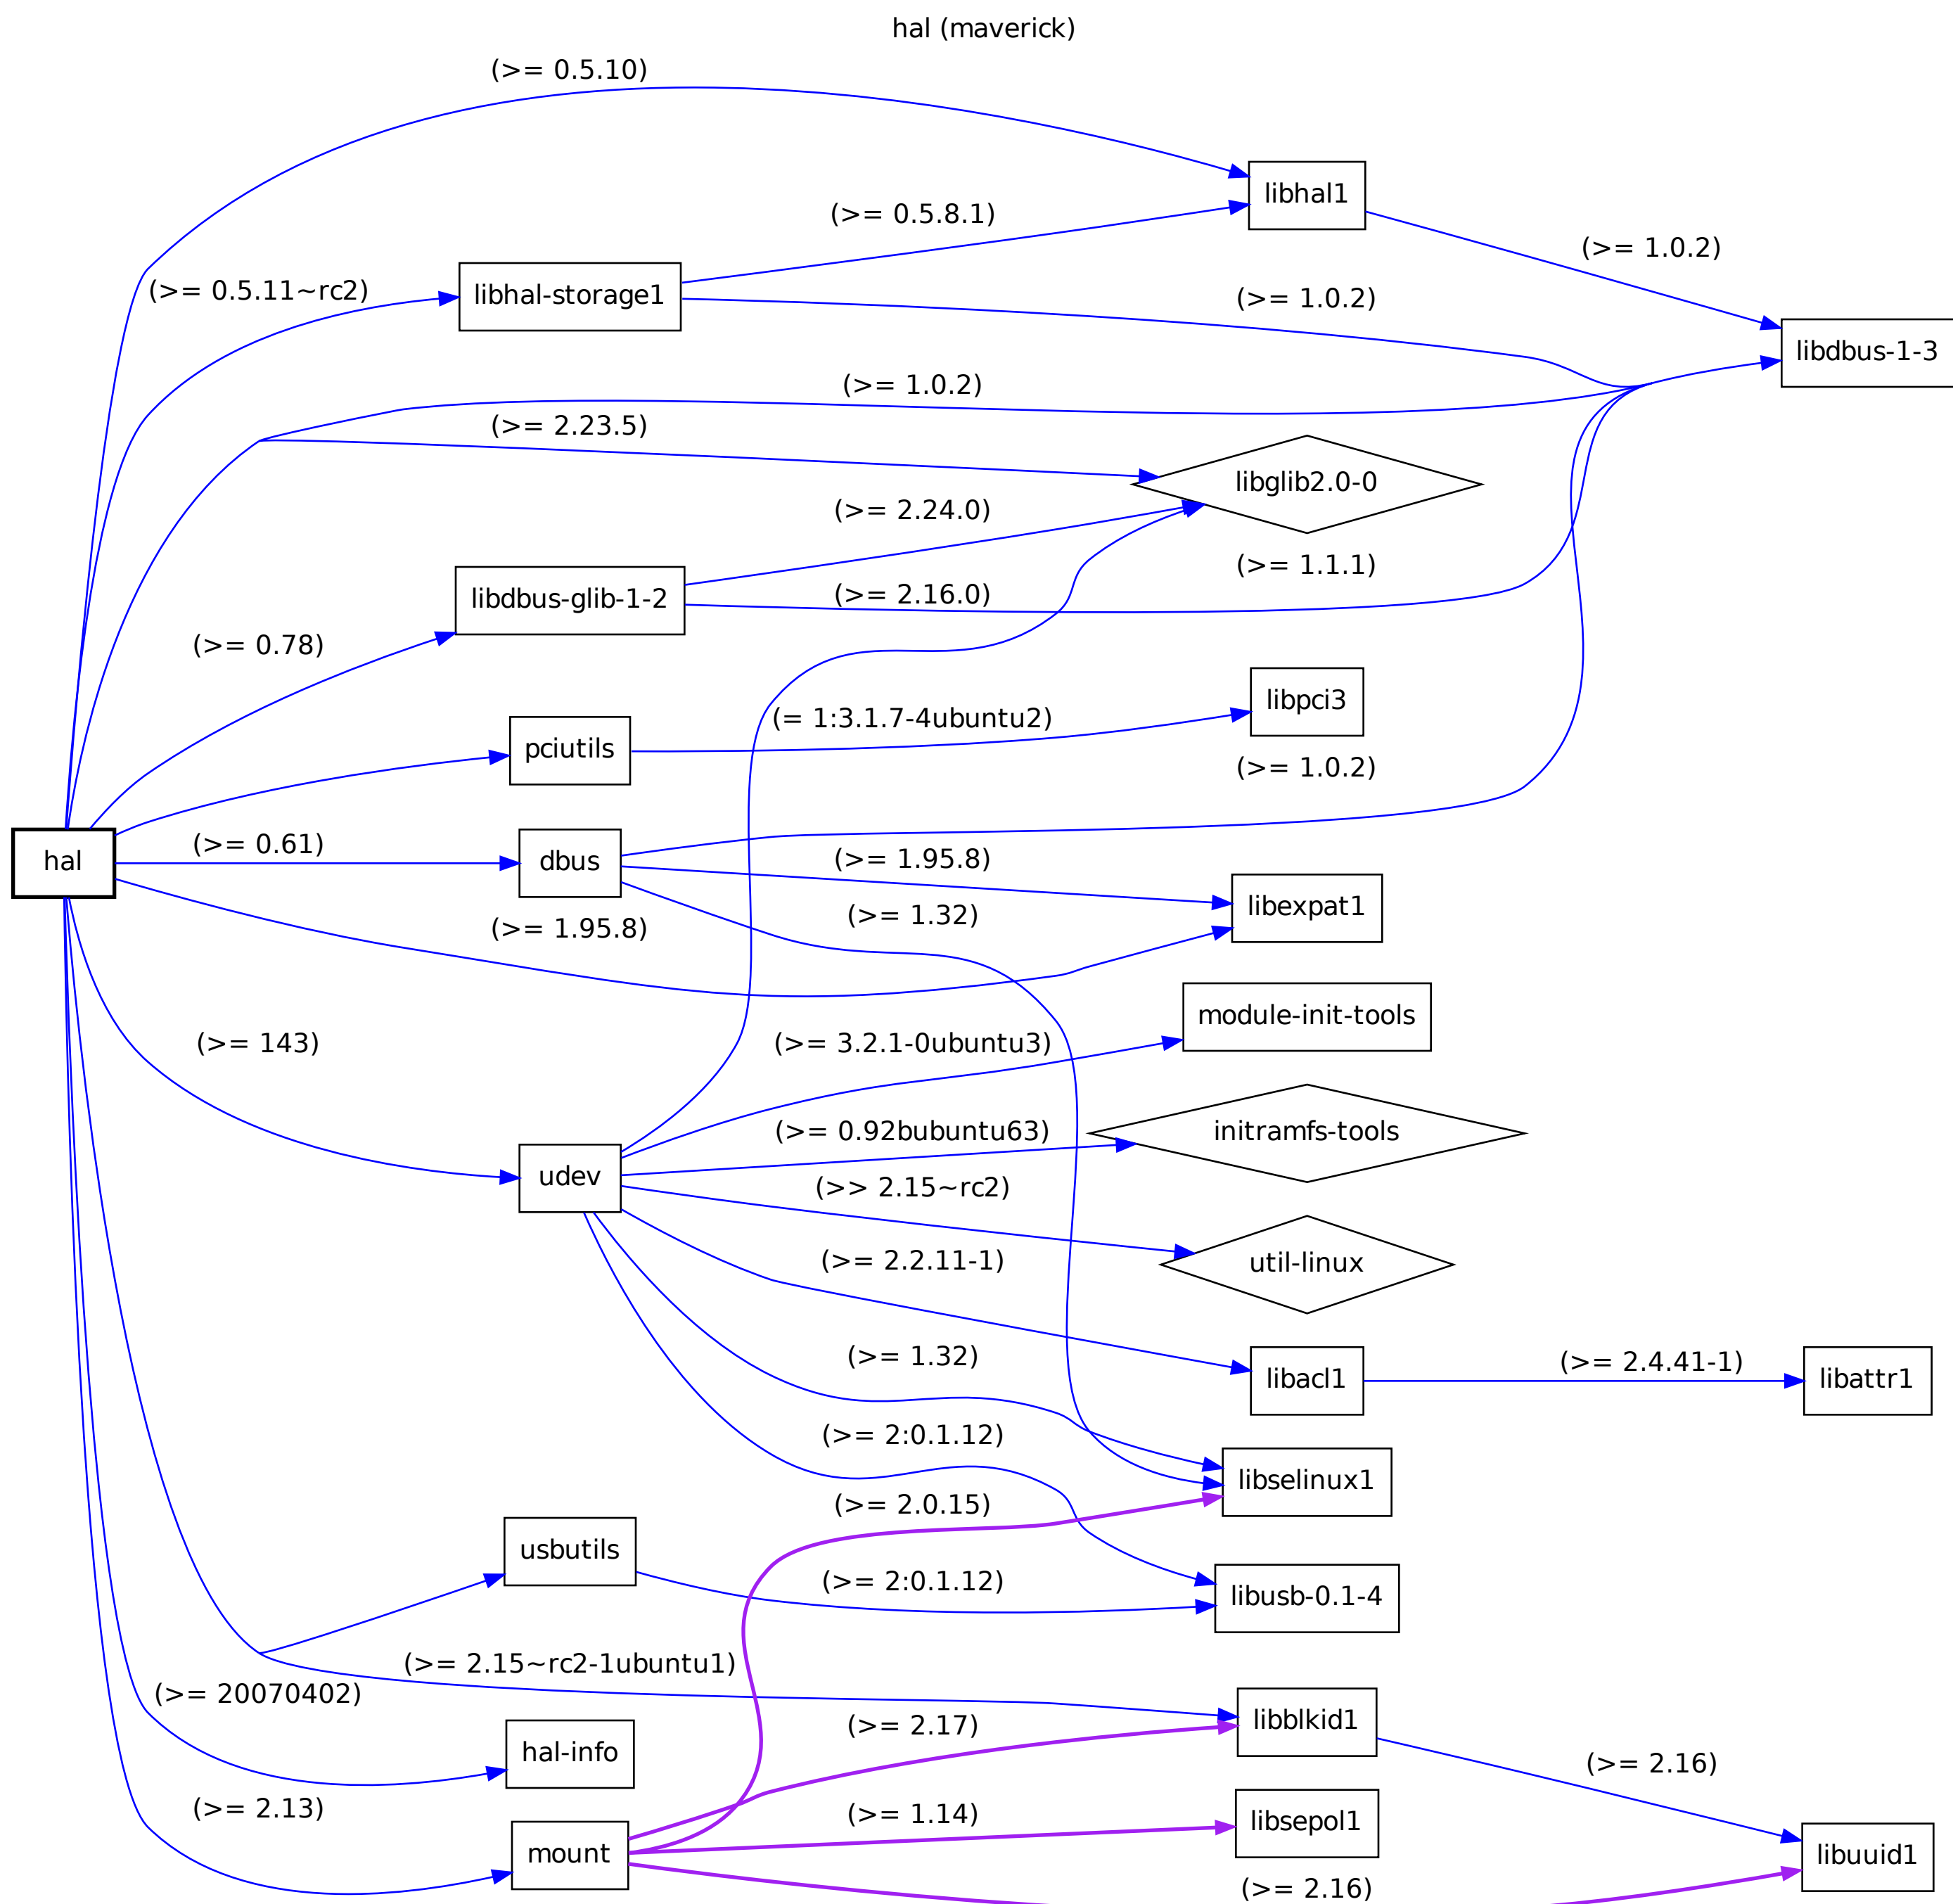 hal (maverick)
(>= 0.5.10)
libhal1
(>= 0.5.8.1)
(>= 1.0.2)
(>= 0.5.11~rc2)
libhal-storage1
(>= 1.0.2)
libdbus-1-3
(>= 1.0.2)
(>= 2.23.5)
libglib2.0-0
(>= 2.24.0)
(>= 1.1.1)
libdbus-glib-1-2
(>= 2.16.0)
(>= 0.78)
libpci3
(= 1:3.1.7-4ubuntu2)
pciutils
(>= 1.0.2)
hal
(>= 0.61)
dbus
(>= 1.95.8)
libexpat1
(>= 1.32)
(>= 1.95.8)
module-init-tools
(>= 143)
(>= 3.2.1-0ubuntu3)
initramfs-tools
(>= 0.92bubuntu63)
udev
(>> 2.15~rc2)
util-linux
(>= 2.2.11-1)
(>= 1.32)
libacl1
(>= 2.4.41-1)
libattr1
(>= 2:0.1.12)
libselinux1
(>= 2.0.15)
usbutils
(>= 2:0.1.12)
libusb-0.1-4
(>= 2.15~rc2-1ubuntu1)
(>= 20070402)
libblkid1
(>= 2.17)
hal-info
(>= 2.16)
(>= 2.13)
(>= 1.14)
libsepol1
mount
libuuid1
(>= 2.16)